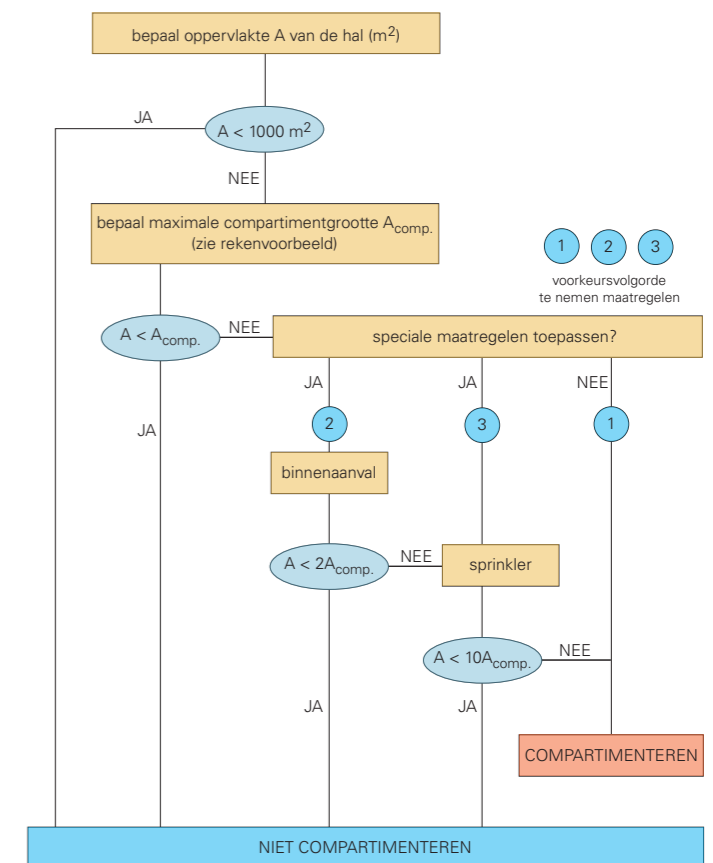 bepaal oppervlakte A van de hal (m²)
JA
A < 1000 m²
NEE
bepaal maximale compartimentgrootte Acomp.
(zie rekenvoorbeeld)
1 2 3
voorkeursvolgorde
te nemen maatregelen
A < Acomp.
NEE
speciale maatregelen toepassen?
JA
JA
NEE
JA
2
3
1
binnenaanval
A < 2Acomp.
NEE
sprinkler
A < 10Acomp.
NEE
JA
JA
COMPARTIMENTEREN
NIET COMPARTIMENTEREN